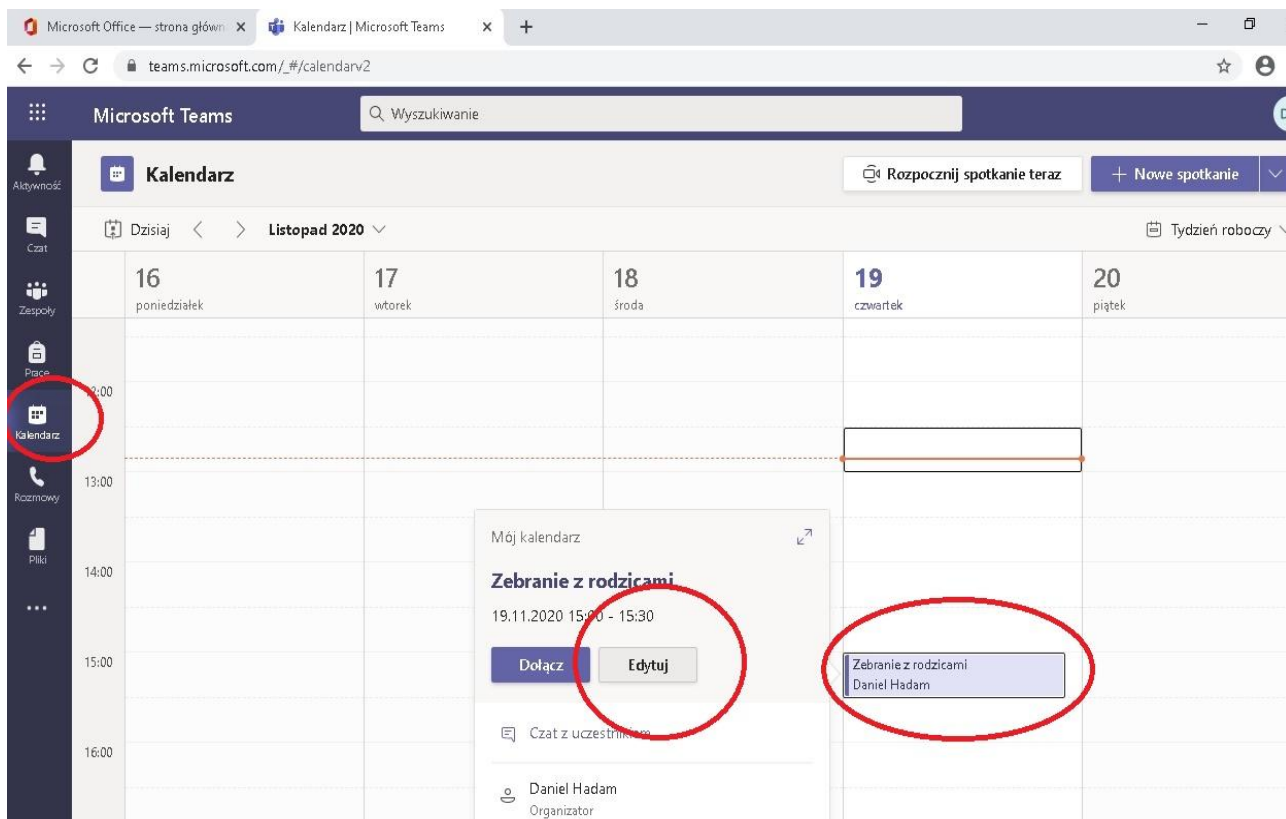 Microsoft Office — strona główn
Kalendarz | Microsoft Teams
teams.microsoft.com/_#/calendarv2
Microsoft Teams
Wyszukiwanie
D
Aktywność
Czat
Zespoły
Prace
Kalendarz
Rozmowy
Pliki
Kalendarz
Rozpocznij spotkanie teraz
+ Nowe spotkanie
Dzisiaj
Listopad 2020
Tydzień roboczy
16
poniedziałek
17
wtorek
18
środa
19
czwartek
20
piątek
12:00
13:00
14:00
15:00
16:00
Mój kalendarz
Zebranie z rodzicami
19.11.2020 15:00 - 15:30
Dołącz
Edytuj
Czat z uczestnikiem
Daniel Hadam
Organizator
Zebranie z rodzicami
Daniel Hadam